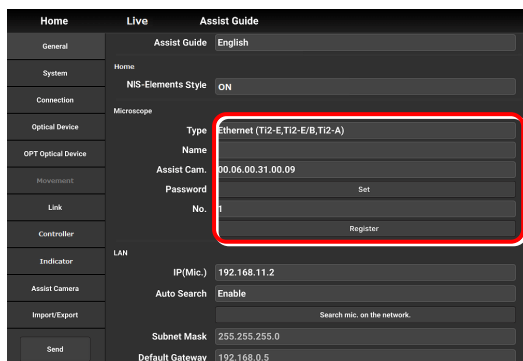 Home Live Assist Guide
General
System
Connection
Optical Device
OPT Optical Device
Movement
Link
Controller
Indicator
Assist Camera
Import/Export
Send
Assist Guide English
Home
NIS-Elements Style ON
Microscope
Type Ethernet (Ti2-E,Ti2-E/B,Ti2-A)
Name
Assist Cam. 00.06.00.31.00.09
Password Set
No. 1
Register
LAN
IP(Mic.) 192.168.11.2
Auto Search Enable
Search mic. on the network.
Subnet Mask 255.255.255.0
Default Gateway 192.168.0.5